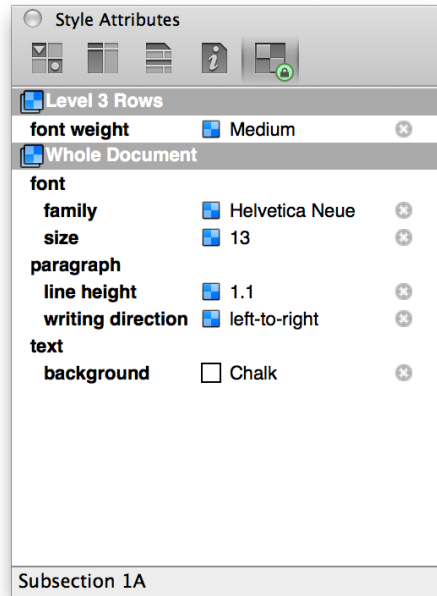 Style Attributes
Level 3 Rows
font weight Medium
Whole Document
font
family Helvetica Neue
size 13
paragraph
line height 1.1
writing direction left-to-right
text
background Chalk
Subsection 1A